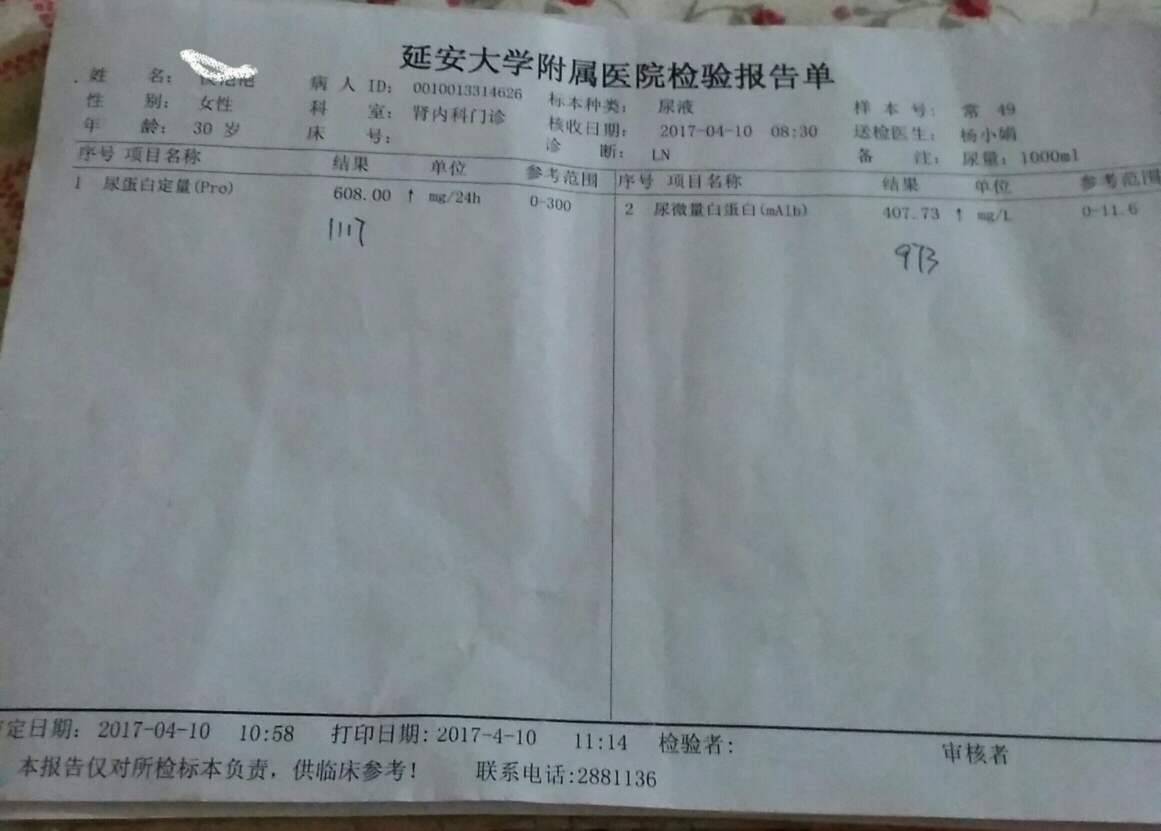 延安大学附属医院检验报告单
姓 名： 病人ID： 0010013314626 标本种类： 尿液 样本号： 常 49
性 别： 女性 科 室： 肾内科门诊 核收日期： 2017-04-10 08:30 送检医生： 杨小娟
年 龄： 30 岁 床 号： 诊 断： LN 备 注： 尿量：1000ml
序号 项目名称 结果 单位 参考范围 序号 项目名称 结果 单位 参考范围
1 尿蛋白定量(Pro) 608.00 ↑ mg/24h 0-300 2 尿微量白蛋白(mAlb) 407.73 ↑ mg/L 0-11.6
1117 973
定日期： 2017-04-10 10:58 打印日期: 2017-4-10 11:14 检验者: 审核者
本报告仅对所检标本负责，供临床参考！ 联系电话:2881136